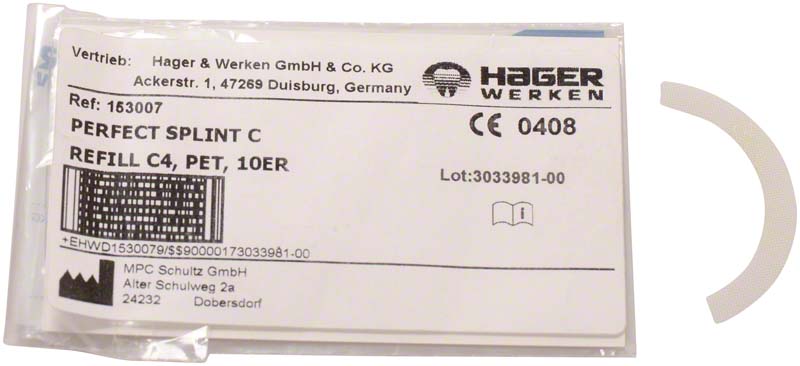 Vertrieb: Hager & Werken GmbH & Co. KG
Ackerstr. 1, 47269 Duisburg, Germany
HAGER
WERKEN
Ref: 153007
PERFECT SPLINT C
REFILL C4, PET, 10ER
CE 0408
Lot:3033981-00
i
+EHWD1530079/$$90000173033981-00
MPC Schultz GmbH
Alter Schulweg 2a
24232 Dobersdorf